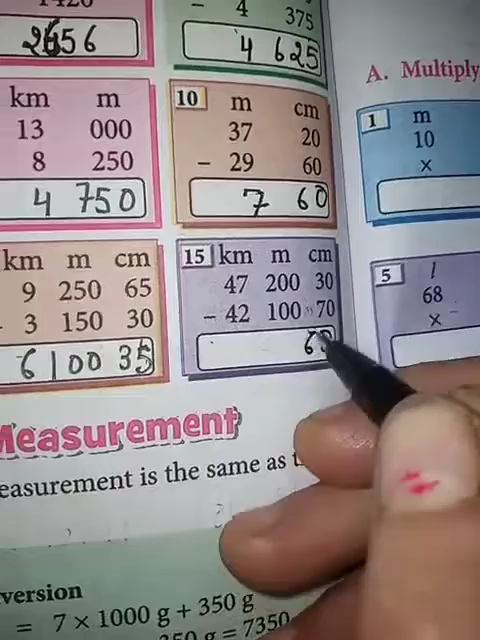 - 4 375
4 625
km m
13 000
8 250
4 750
10 m cm
37 20
- 29 60
7 60
A. Multiply
1 m
10
x
km m cm
9 250 65
- 3 150 30
6 100 35
15 km m cm
47 200 30
- 42 100 70
60
5 l
68
x
Measurement
easurement is the same as
version
= 7 × 1000 g + 350 g
350 g = 7350